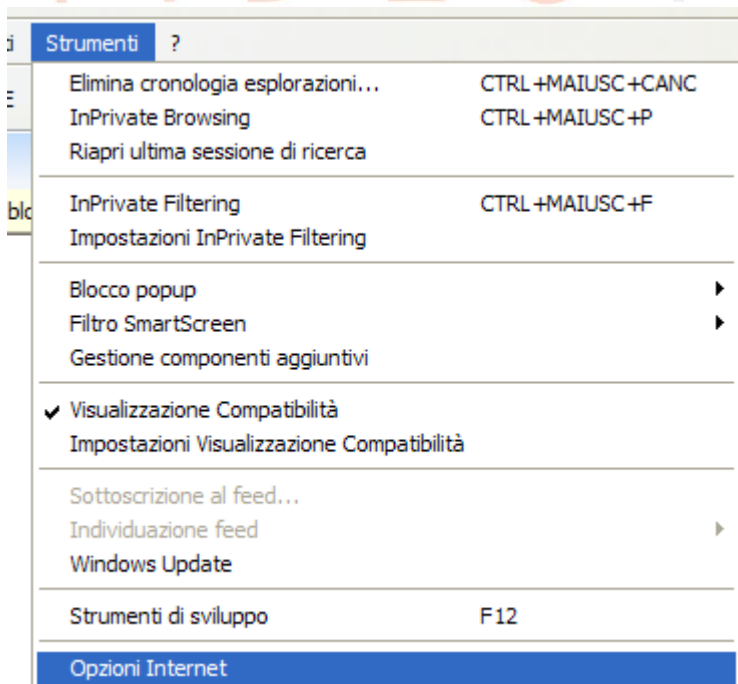 Strumenti ?
Elimina cronologia esplorazioni... CTRL+MAIUSC+CANC
InPrivate Browsing CTRL+MAIUSC+P
Riapri ultima sessione di ricerca
InPrivate Filtering CTRL+MAIUSC+F
Impostazioni InPrivate Filtering
Blocco popup
Filtro SmartScreen
Gestione componenti aggiuntivi
Visualizzazione Compatibilità
Impostazioni Visualizzazione Compatibilità
Sottoscrizione al feed...
Individuazione feed
Windows Update
Strumenti di sviluppo F12
Opzioni Internet